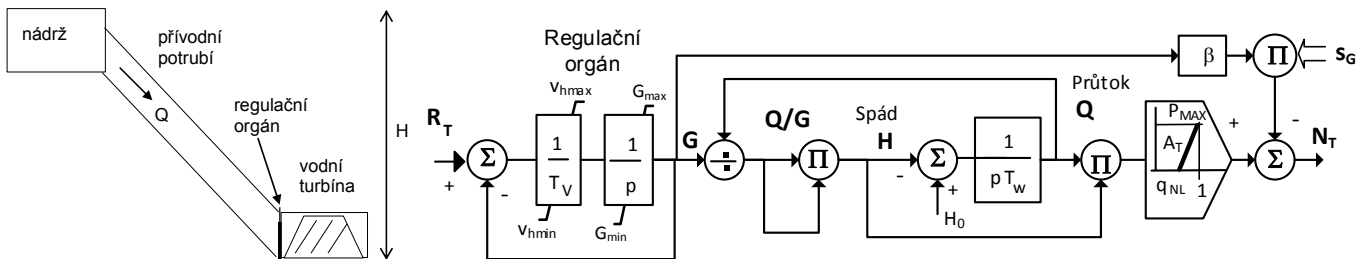 nádrž
přívodní
potrubí
Q
regulační
orgán
vodní
turbína
H
Regulační
orgán
R_T
+
-
Σ
v_hmax
1
T_V
v_hmin
G_max
1
p
G_min
G
÷
Q/G
Π
Spád
H
-
Σ
+
H_0
1
p T_w
Průtok
Q
Π
P_MAX
A_T
q_NL
1
β
Π
s_G
+
-
Σ
N_T